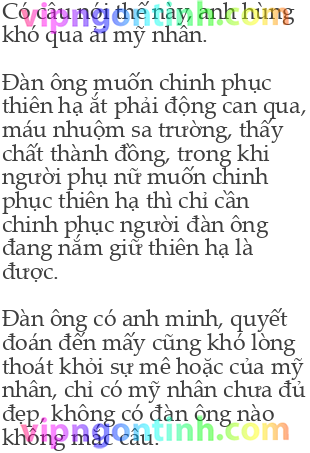 Có câu nói thế này, anh hùng
khó qua ải mỹ nhân.
Đàn ông muốn chinh phục
thiên hạ ắt phải động can qua,
máu nhuộm sa trường, thấy
chất thành đồng, trong khi
người phụ nữ muốn chinh
phục thiên hạ thì chỉ cần
chinh phục người đàn ông
đang nắm giữ thiên hạ là
được.
Đàn ông có anh minh, quyết
đoán đến mấy cũng khó lòng
thoát khỏi sự mê hoặc của mỹ
nhân, chỉ có mỹ nhân chưa đủ
đẹp, không có đàn ông nào
không mắc câu.
vipngontinh.com
vipngontinh.com